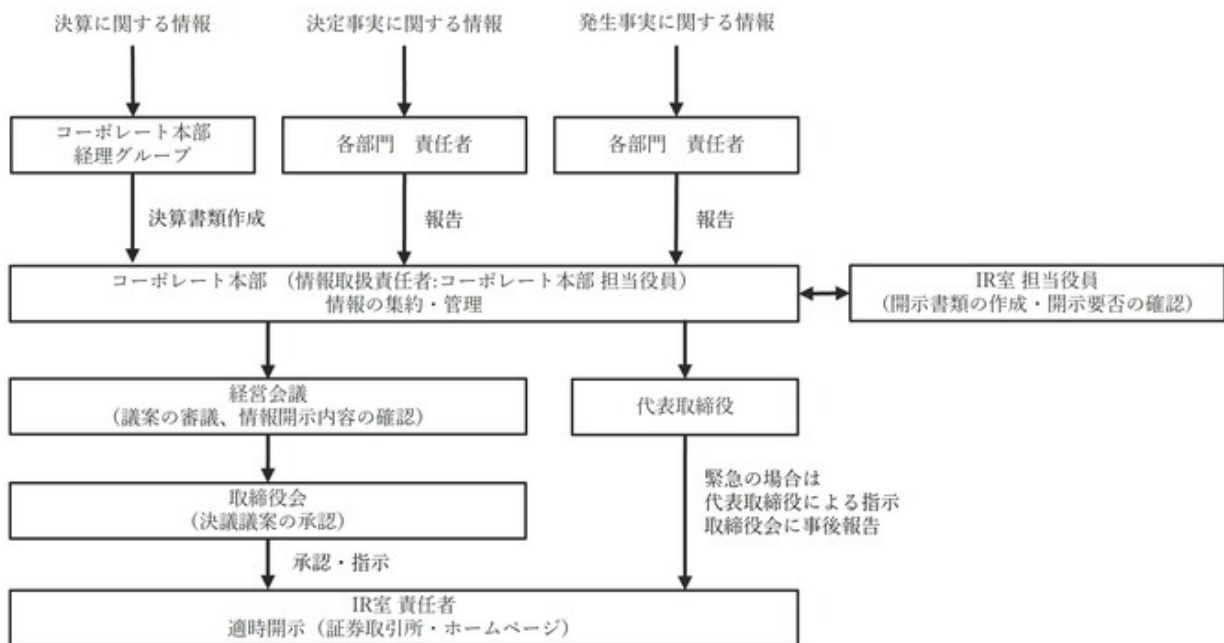 決算に関する情報
決定事実に関する情報
発生事実に関する情報
コーポレート本部
経理グループ
各部門　責任者
各部門　責任者
決算書類作成
報告
報告
コーポレート本部　（情報取扱責任者:コーポレート本部 担当役員）
情報の集約・管理
IR室 担当役員
（開示書類の作成・開示要否の確認）
経営会議
（議案の審議、情報開示内容の確認）
代表取締役
取締役会
（決議議案の承認）
緊急の場合は
代表取締役による指示
取締役会に事後報告
承認・指示
IR室 責任者
適時開示（証券取引所・ホームページ）